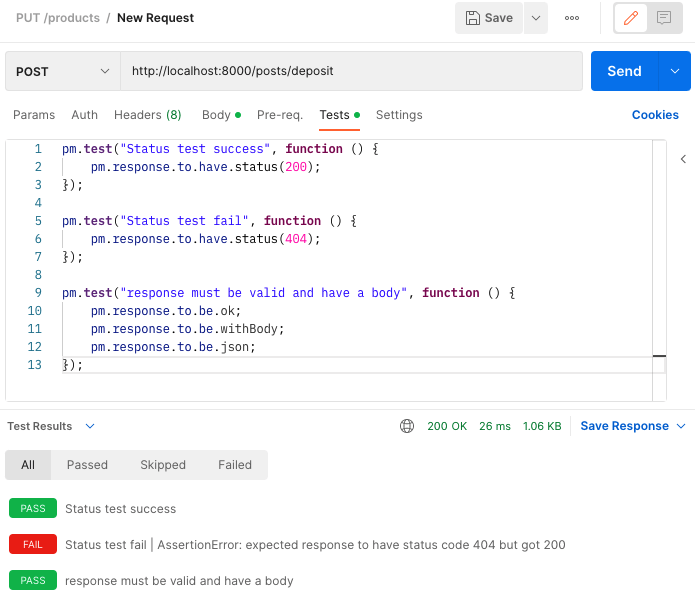 PUT /products / New Request
Save
POST
http://localhost:8000/posts/deposit
Send
Params Auth Headers (8) Body Pre-req. Tests Settings Cookies
1 pm.test("Status test success", function () {
2 pm.response.to.have.status(200);
3 });
4
5 pm.test("Status test fail", function () {
6 pm.response.to.have.status(404);
7 });
8
9 pm.test("response must be valid and have a body", function () {
10 pm.response.to.be.ok;
11 pm.response.to.be.withBody;
12 pm.response.to.be.json;
13 });
Test Results 200 OK 26 ms 1.06 KB Save Response
All Passed Skipped Failed
PASS Status test success
FAIL Status test fail | AssertionError: expected response to have status code 404 but got 200
PASS response must be valid and have a body